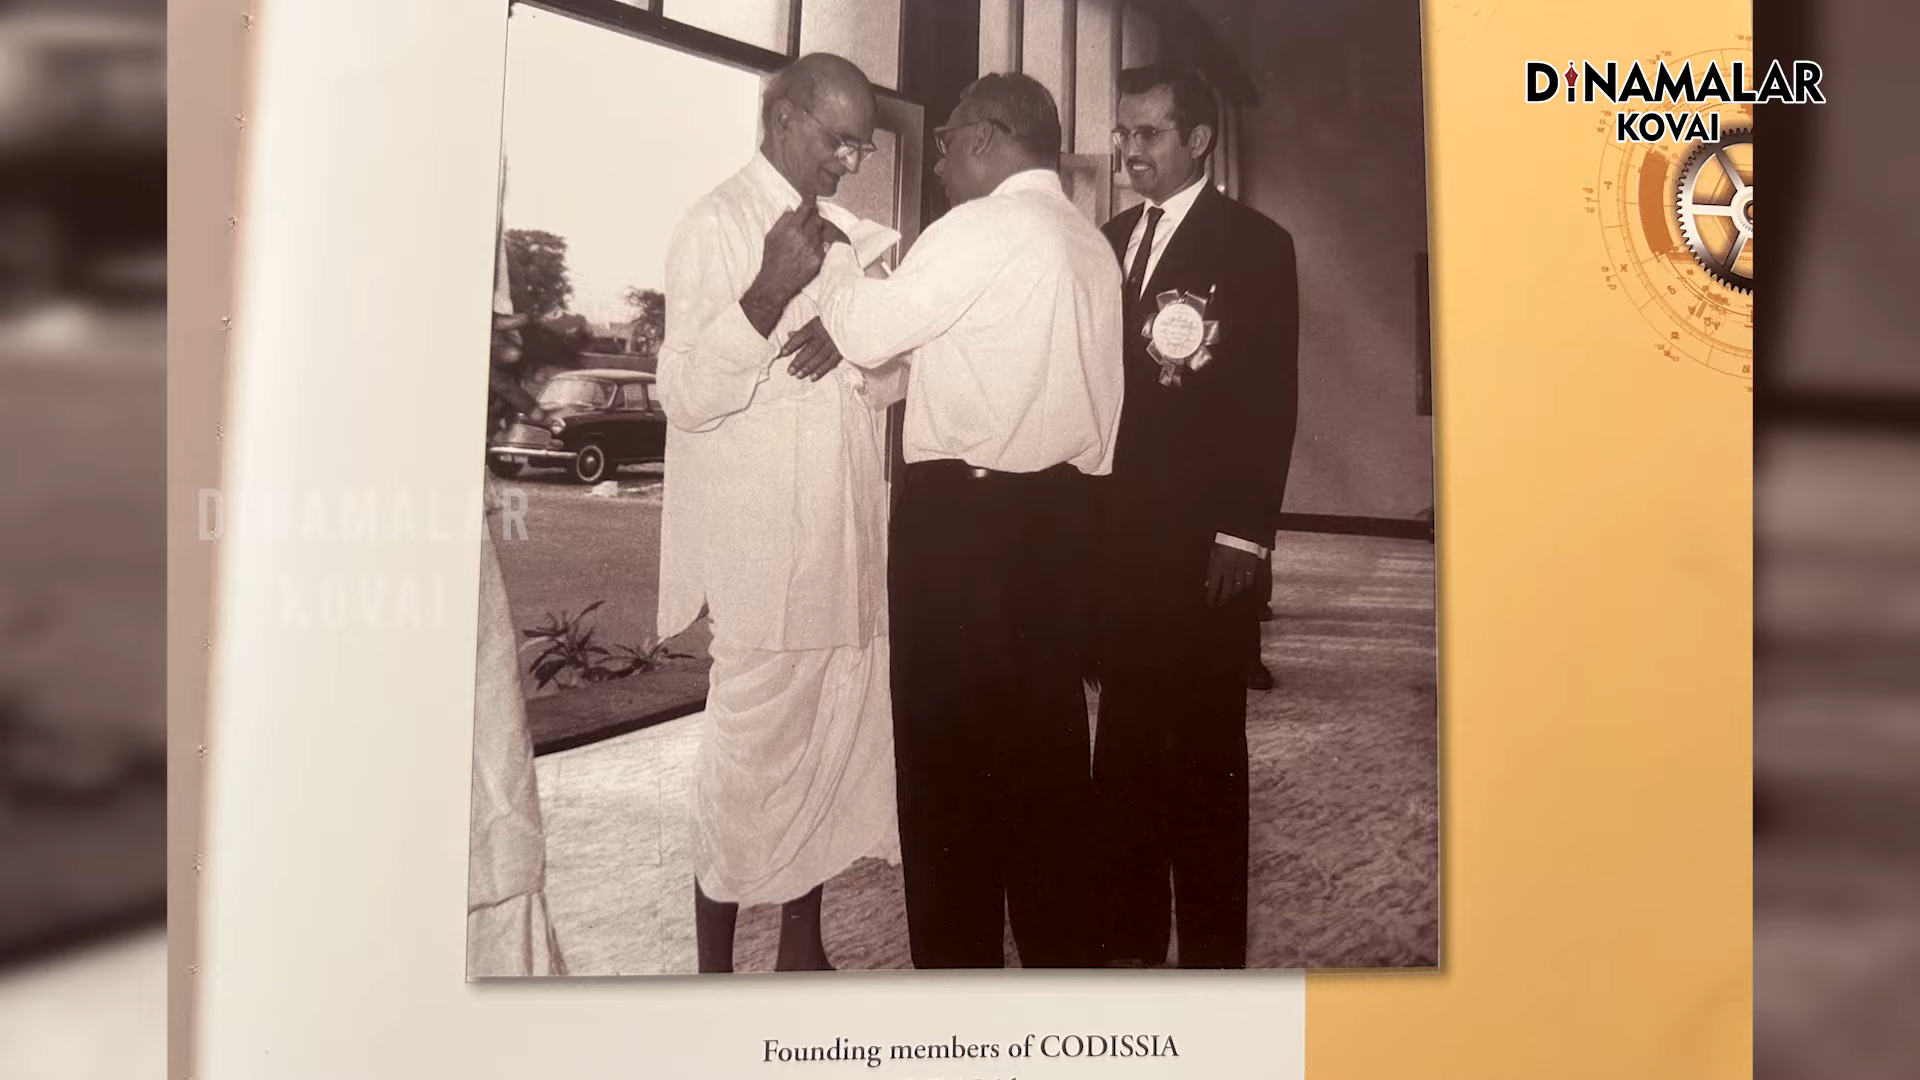 DINAMALAR
KOVAI
DINAMALAR
KOVAI
Founding members of CODISSIA